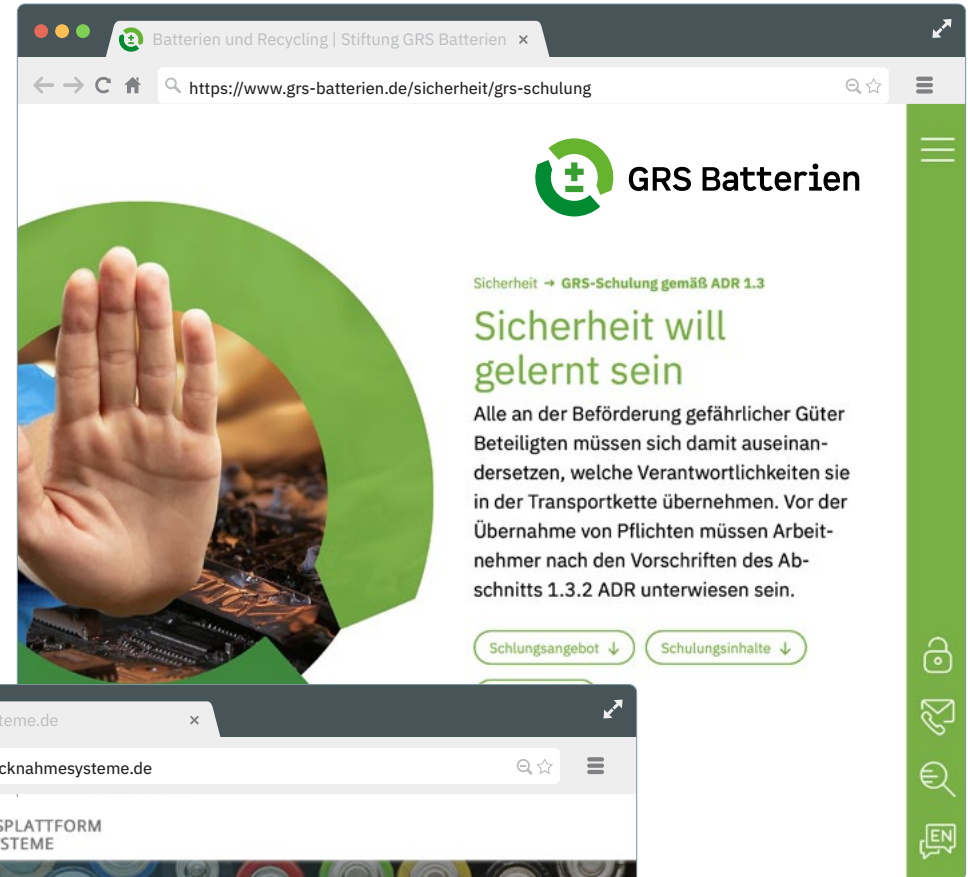 Batterien und Recycling | Stiftung GRS Batterien ×
https://www.grs-batterien.de/sicherheit/grs-schulung
GRS Batterien
Sicherheit → GRS-Schulung gemäß ADR 1.3
Sicherheit will
gelernt sein
Alle an der Beförderung gefährlicher Güter
Beteiligten müssen sich damit auseinan-
dersetzen, welche Verantwortlichkeiten sie
in der Transportkette übernehmen. Vor der
Übernahme von Pflichten müssen Arbeit-
nehmer nach den Vorschriften des Ab-
schnitts 1.3.2 ADR unterwiesen sein.
Schlungsangebot ↓ Schulungsinhalte ↓
teme.de ×
cknahmesysteme.de
SPLATTFORM
STEME
EN